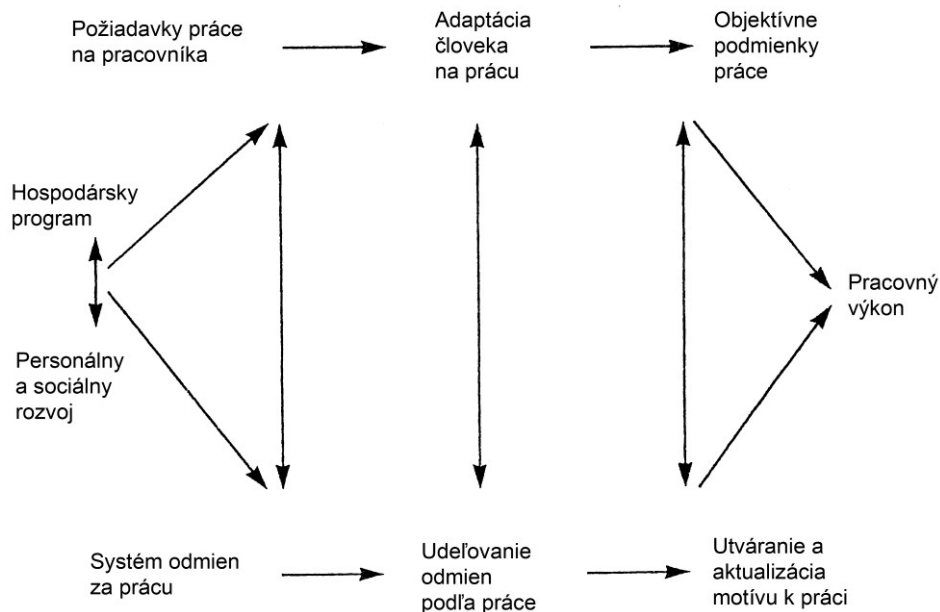 Požiadavky práce
na pracovníka
Adaptácia
človeka
na prácu
Objektívne
podmienky
práce
Hospodársky
program
Personálny
a sociálny
rozvoj
Pracovný
výkon
Systém odmien
za prácu
Udeľovanie
odmien
podľa práce
Utváranie a
aktualizácia
motívu k práci